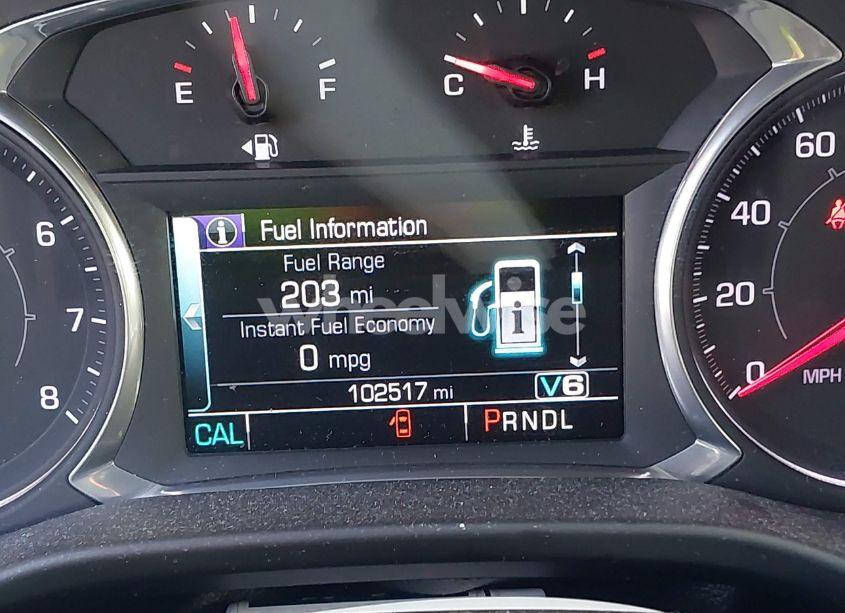 E F
C H
60
40
20
0
MPH
6
7
8
i Fuel Information
Fuel Range
203 mi
Instant Fuel Economy
0 mpg
i
102517 mi V6
CAL PRNDL
wheelwise